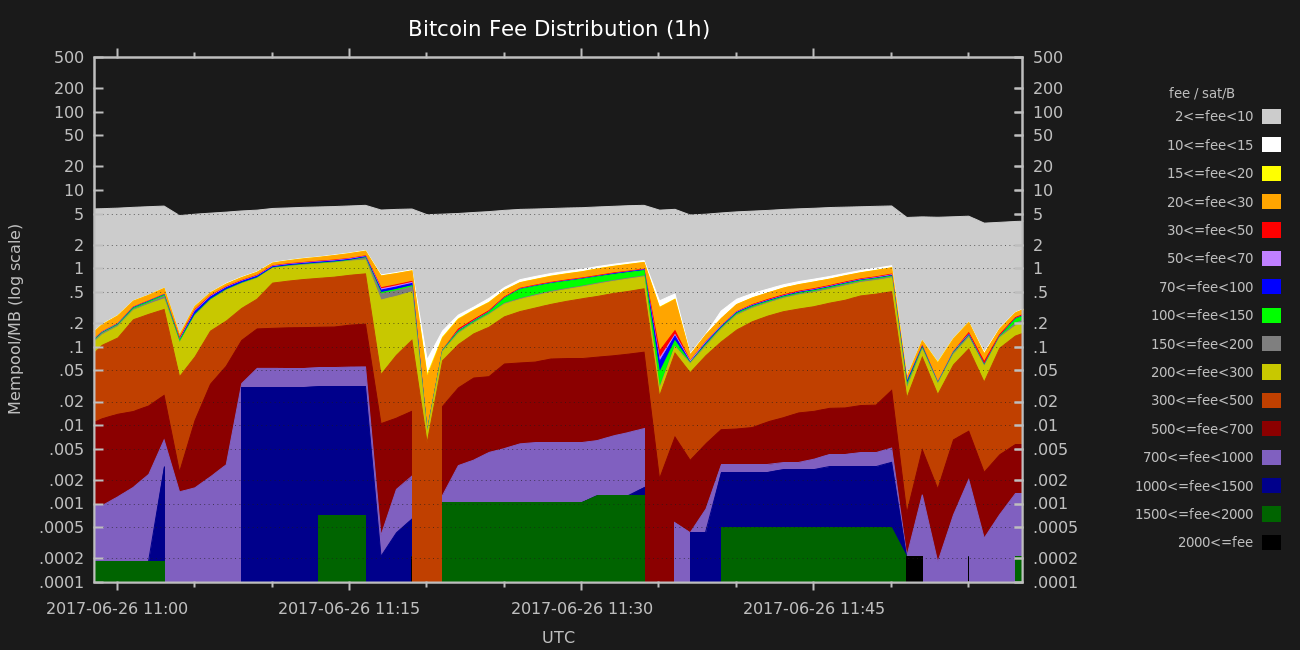 Bitcoin Fee Distribution (1h)
500 500
200 200
100 100
50 50
20 20
10 10
5 5
2 2
1 1
.5 .5
.2 .2
.1 .1
.05 .05
.02 .02
.01 .01
.005 .005
.002 .002
.001 .001
.0005 .0005
.0002 .0002
.0001 .0001
Mempool/MB (log scale)
2017-06-26 11:00 2017-06-26 11:15 2017-06-26 11:30 2017-06-26 11:45
UTC
fee / sat/B
2<=fee<10
10<=fee<15
15<=fee<20
20<=fee<30
30<=fee<50
50<=fee<70
70<=fee<100
100<=fee<150
150<=fee<200
200<=fee<300
300<=fee<500
500<=fee<700
700<=fee<1000
1000<=fee<1500
1500<=fee<2000
2000<=fee